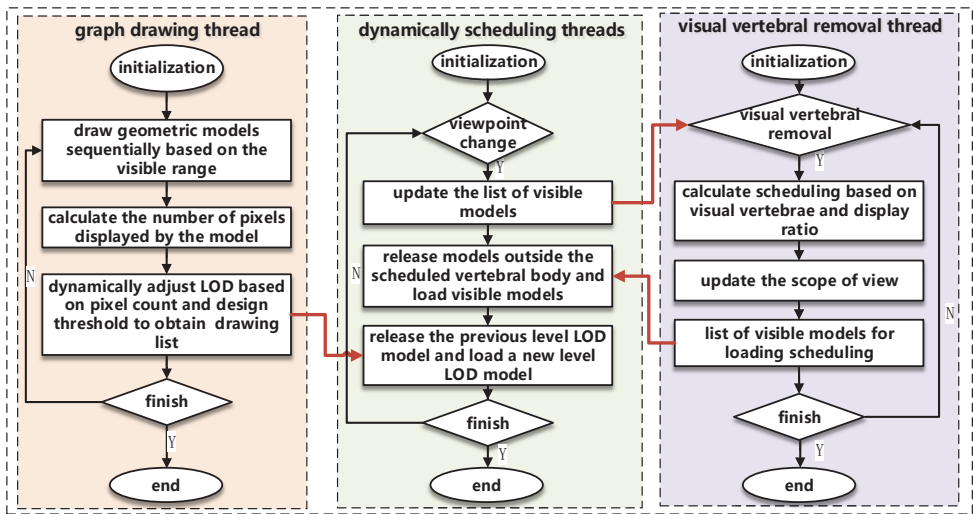 graph drawing thread
initialization
draw geometric models
sequentially based on the
visible range
calculate the number of pixels
displayed by the model
N
dynamically adjust LOD based
on pixel count and design
threshold to obtain drawing
list
finish
Y
end
dynamically scheduling threads
initialization
viewpoint
change
Y
update the list of visible
models
N
release models outside the
scheduled vertebral body and
load visible models
release the previous level LOD
model and load a new level
LOD model
finish
Y
end
visual vertebral removal thread
initialization
visual vertebral
removal
Y
calculate scheduling based on
visual vertebrae and display
ratio
update the scope of view
N
list of visible models for
loading scheduling
finish
Y
end